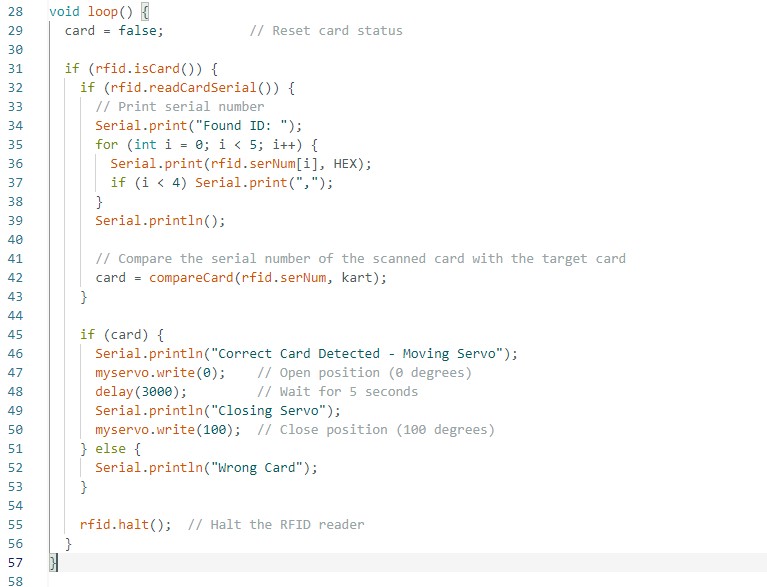 28 void loop() {
29   card = false;           // Reset card status
30
31   if (rfid.isCard()) {
32     if (rfid.readCardSerial()) {
33       // Print serial number
34       Serial.print("Found ID: ");
35       for (int i = 0; i < 5; i++) {
36         Serial.print(rfid.serNum[i], HEX);
37         if (i < 4) Serial.print(",");
38       }
39       Serial.println();
40
41       // Compare the serial number of the scanned card with the target card
42       card = compareCard(rfid.serNum, kart);
43     }
44
45     if (card) {
46       Serial.println("Correct Card Detected - Moving Servo");
47       myservo.write(0);    // Open position (0 degrees)
48       delay(3000);         // Wait for 5 seconds
49       Serial.println("Closing Servo");
50       myservo.write(100);  // Close position (100 degrees)
51     } else {
52       Serial.println("Wrong Card");
53     }
54
55     rfid.halt();  // Halt the RFID reader
56   }
57 }
58